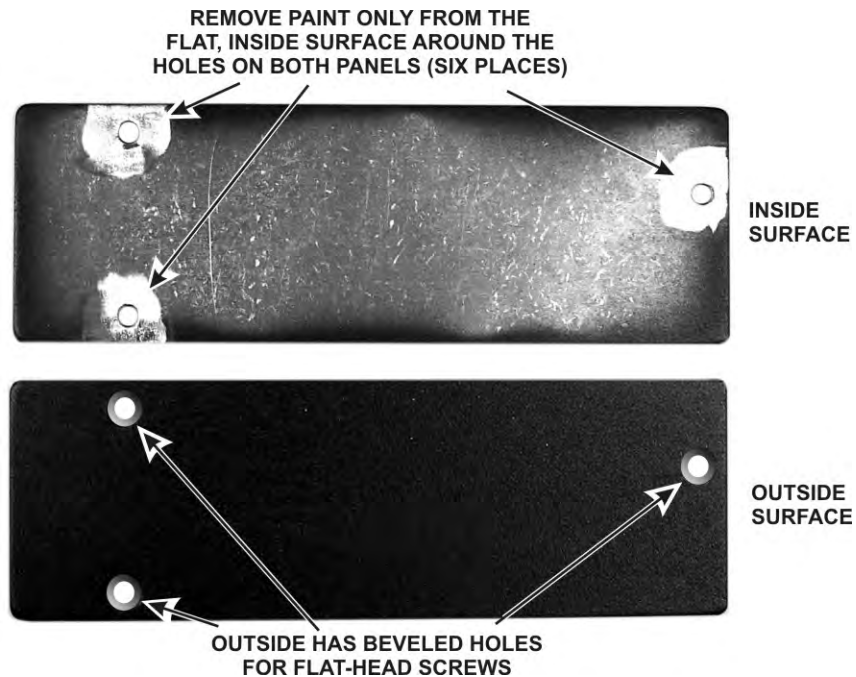 REMOVE PAINT ONLY FROM THE
FLAT, INSIDE SURFACE AROUND THE
HOLES ON BOTH PANELS (SIX PLACES)
INSIDE
SURFACE
OUTSIDE
SURFACE
OUTSIDE HAS BEVELED HOLES
FOR FLAT-HEAD SCREWS